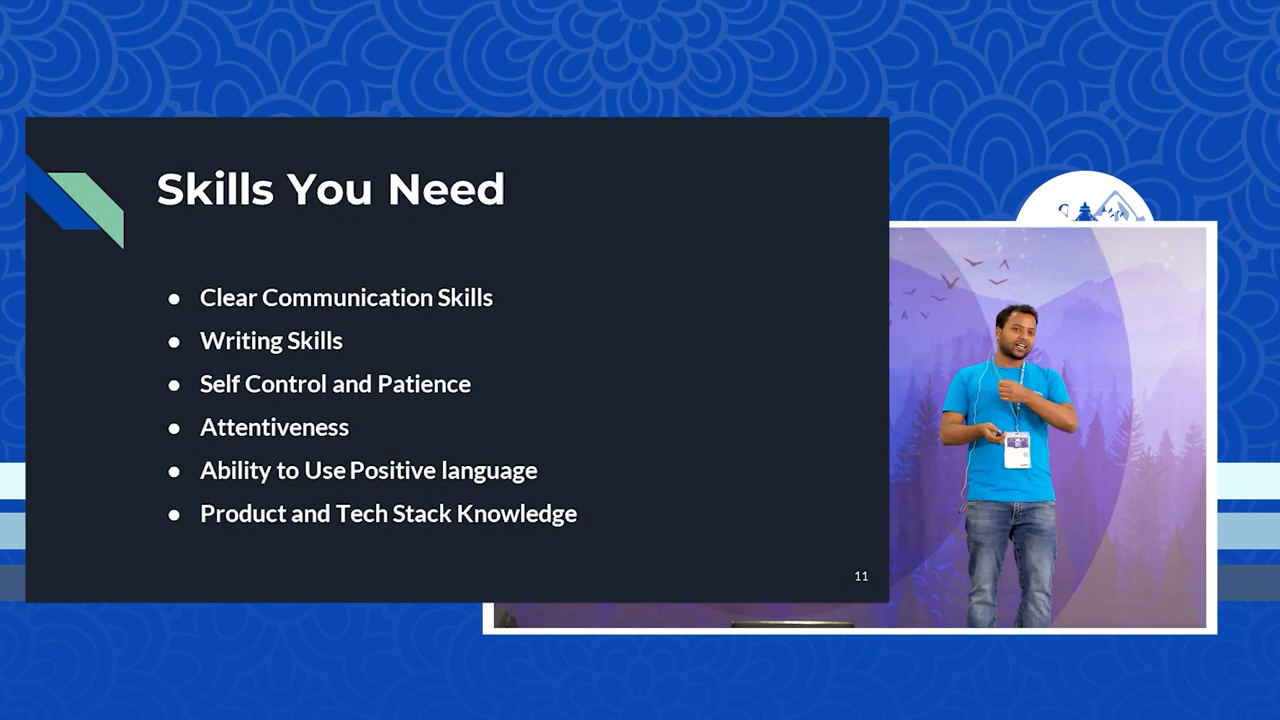 Skills You Need
● Clear Communication Skills
● Writing Skills
● Self Control and Patience
● Attentiveness
● Ability to Use Positive language
● Product and Tech Stack Knowledge
11